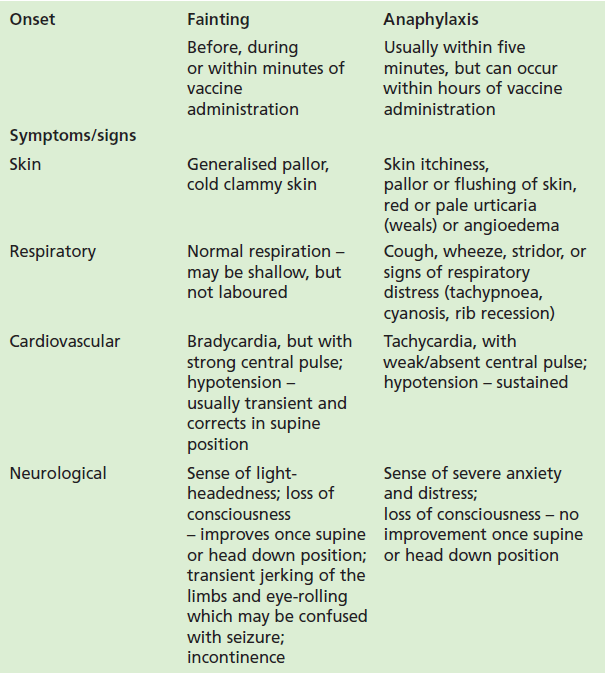 Onset Fainting Anaphylaxis
Before, during
or within minutes of
vaccine
administration
Usually within five
minutes, but can occur
within hours of vaccine
administration
Symptoms/signs
Skin
Generalised pallor,
cold clammy skin
Skin itchiness,
pallor or flushing of skin,
red or pale urticaria
(weals) or angioedema
Respiratory
Normal respiration –
may be shallow, but
not laboured
Cough, wheeze, stridor, or
signs of respiratory
distress (tachypnoea,
cyanosis, rib recession)
Cardiovascular
Bradycardia, but with
strong central pulse;
hypotension –
usually transient and
corrects in supine
position
Tachycardia, with
weak/absent central pulse;
hypotension – sustained
Neurological
Sense of light-
headedness; loss of
consciousness
– improves once supine
or head down position;
transient jerking of the
limbs and eye-rolling
which may be confused
with seizure;
incontinence
Sense of severe anxiety
and distress;
loss of consciousness – no
improvement once supine
or head down position